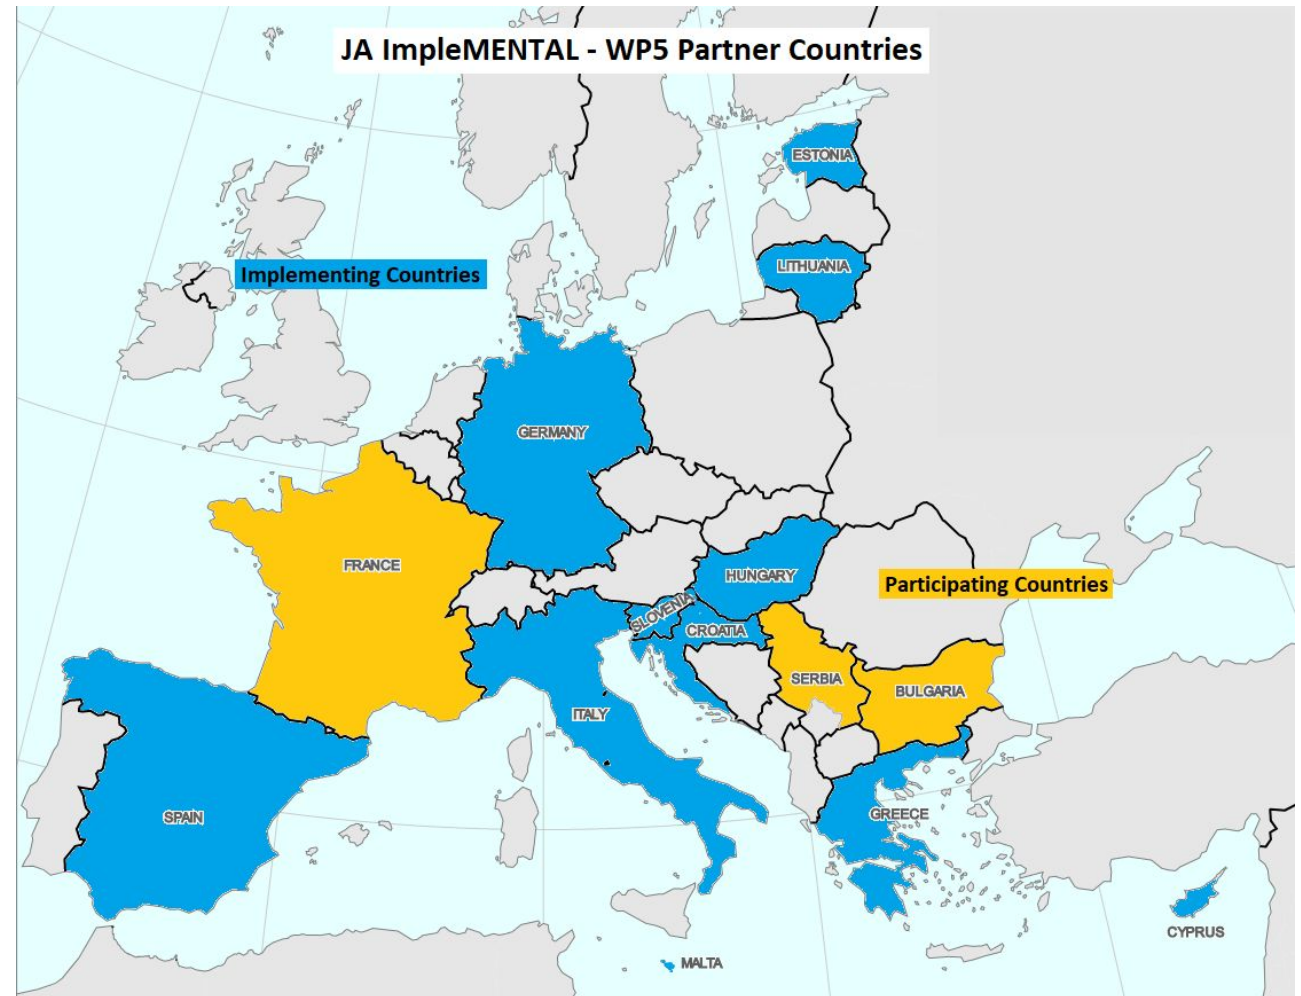 JA ImpleMENTAL - WP5 Partner Countries
ESTONIA
Implementing Countries
LITHUANIA
GERMANY
FRANCE
HUNGARY
Participating Countries
SLOVENIA
CROATIA
SERBIA
BULGARIA
ITALY
SPAIN
GREECE
CYPRUS
MALTA